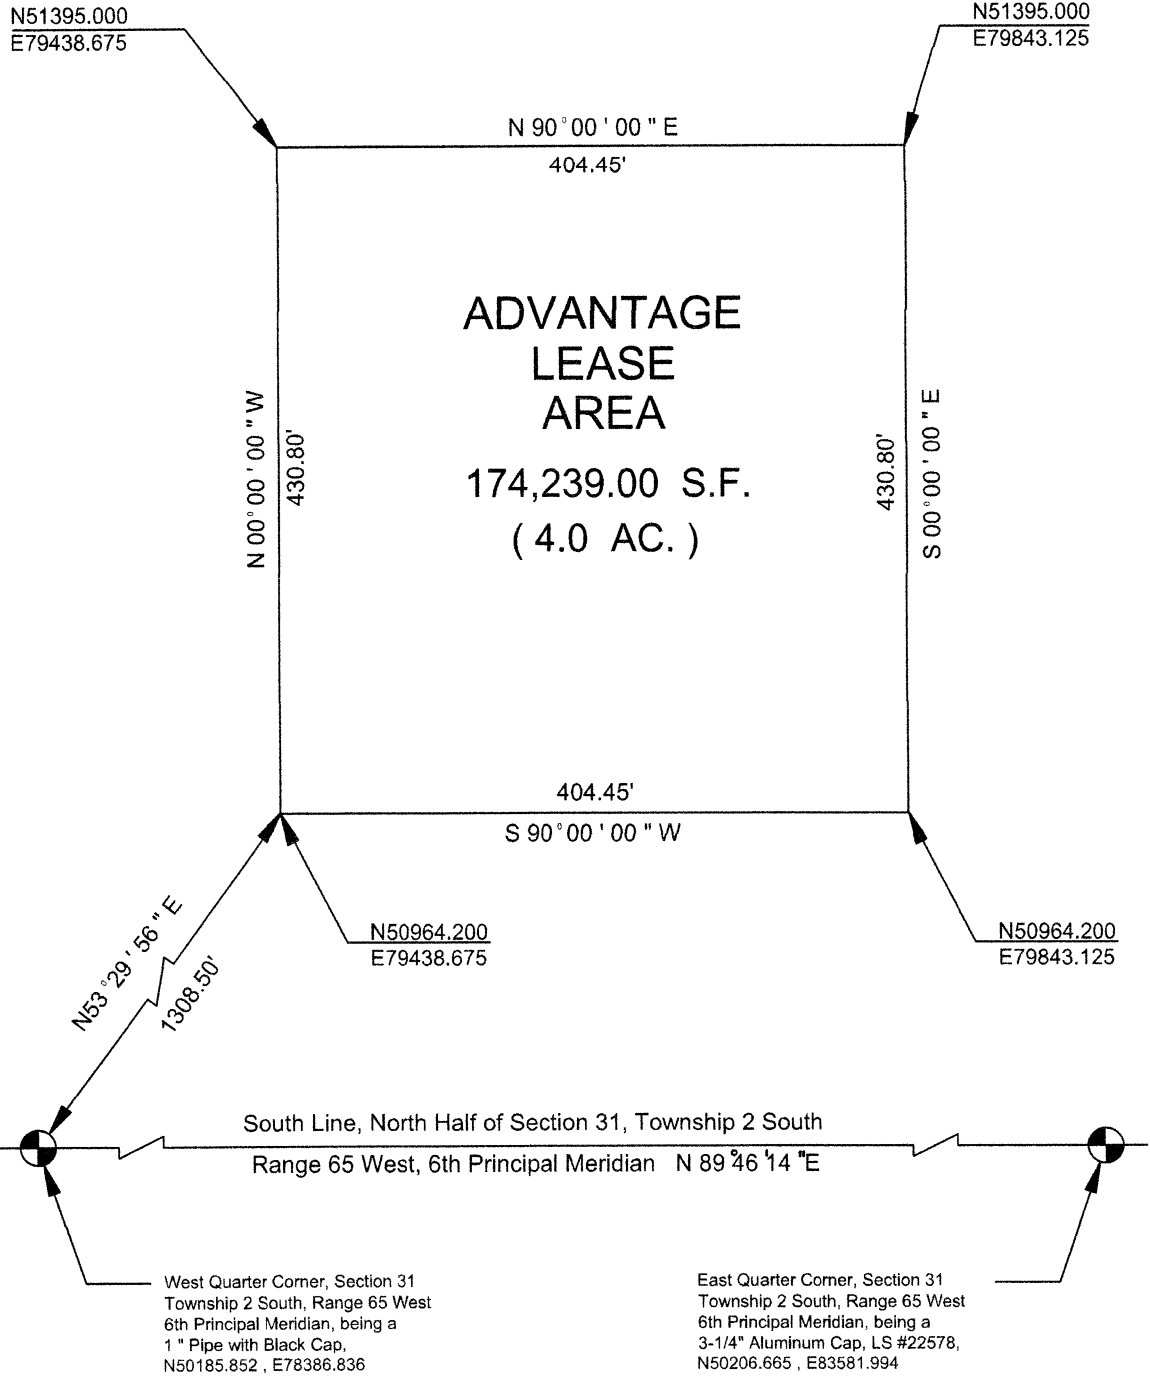 N51395.000
E79438.675
N51395.000
E79843.125
N 90°00'00" E
404.45'
ADVANTAGE
LEASE
AREA
174,239.00 S.F.
( 4.0 AC. )
N 00°00'00" W
430.80'
430.80'
S 00°00'00" E
404.45'
S 90°00'00" W
N50964.200
E79438.675
N50964.200
E79843.125
N53°29'56" E
1308.50'
South Line, North Half of Section 31, Township 2 South
Range 65 West, 6th Principal Meridian N 89°46'14"E
West Quarter Corner, Section 31
Township 2 South, Range 65 West
6th Principal Meridian, being a
1 " Pipe with Black Cap,
N50185.852 , E78386.836
East Quarter Corner, Section 31
Township 2 South, Range 65 West
6th Principal Meridian, being a
3-1/4" Aluminum Cap, LS #22578,
N50206.665 , E83581.994